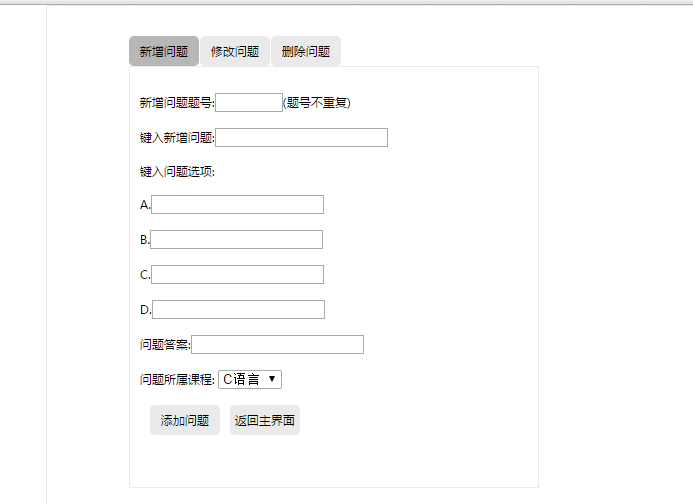 新增问题 修改问题 删除问题
新增问题题号: (题号不重复)
键入新增问题:
键入问题选项:
A.
B.
C.
D.
问题答案:
问题所属课程: C语言
添加问题 返回主界面